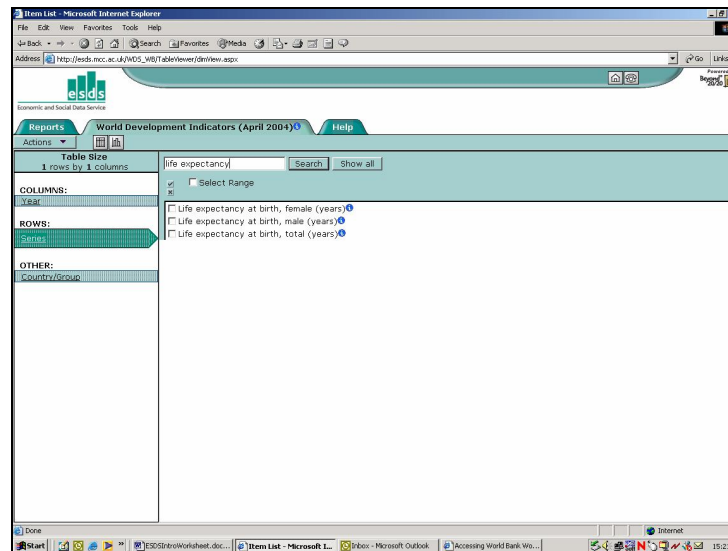 Item List - Microsoft Internet Explorer
File Edit View Favorites Tools Help
Back Search Favorites Media
Address http://esds.mcc.ac.uk/WDS_WB/TableViewer/dimView.aspx Go Links
esds
Economic and Social Data Service
Powered
Beyond
20/20
Reports World Development Indicators (April 2004) Help
Actions
Table Size
1 rows by 1 columns
life expectancy Search Show all
Select Range
COLUMNS:
Year
Life expectancy at birth, female (years)
Life expectancy at birth, male (years)
Life expectancy at birth, total (years)
ROWS:
Series
OTHER:
Country/Group
Done Internet
Start ESDSIntroWorksheet.doc... Item List - Microsoft I... Inbox - Microsoft Outlook Accessing World Bank Wo...